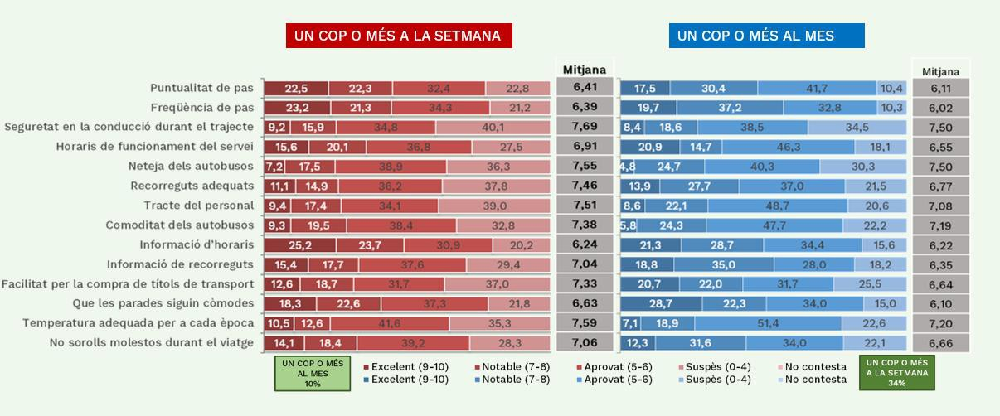 UN COP O MÉS A LA SETMANA
UN COP O MÉS AL MES
Mitjana
Mitjana
Puntualitat de pas 22,5 22,3 32,4 22,8 6,41 17,5 30,4 41,7 10,4 6,11
Freqüència de pas 23,2 21,3 34,3 21,2 6,39 19,7 37,2 32,8 10,3 6,02
Seguretat en la conducció durant el trajecte 9,2 15,9 34,8 40,1 7,69 8,4 18,6 38,5 34,5 7,50
Horaris de funcionament del servei 15,6 20,1 36,8 27,5 6,91 20,9 14,7 46,3 18,1 6,55
Neteja dels autobusos 7,2 17,5 38,9 36,3 7,55 4,8 24,7 40,3 30,3 7,50
Recorreguts adequats 11,1 14,9 36,2 37,8 7,46 13,9 27,7 37,0 21,5 6,77
Tracte del personal 9,4 17,4 34,1 39,0 7,51 8,6 22,1 48,7 20,6 7,08
Comoditat dels autobusos 9,3 19,5 38,4 32,8 7,38 5,8 24,3 47,7 22,2 7,19
Informació d'horaris 25,2 23,7 30,9 20,2 6,24 21,3 28,7 34,4 15,6 6,22
Informació de recorreguts 15,4 17,7 37,6 29,4 7,04 18,8 35,0 28,0 18,2 6,35
Facilitat per la compra de títols de transport 12,6 18,7 31,7 37,0 7,33 20,7 22,0 31,7 25,5 6,64
Que les parades siguin còmodes 18,3 22,6 37,3 21,8 6,63 28,7 22,3 34,0 15,0 6,10
Temperatura adequada per a cada època 10,5 12,6 41,6 35,3 7,59 7,1 18,9 51,4 22,6 7,20
No sorolls molestos durant el viatge 14,1 18,4 39,2 28,3 7,06 12,3 31,6 34,0 22,1 6,66
UN COP O MÉS
AL MES
10%
Excelent (9-10) Notable (7-8) Aprovat (5-6) Suspès (0-4) No contesta
Excelent (9-10) Notable (7-8) Aprovat (5-6) Suspès (0-4) No contesta
UN COP O MÉS
A LA SETMANA
34%